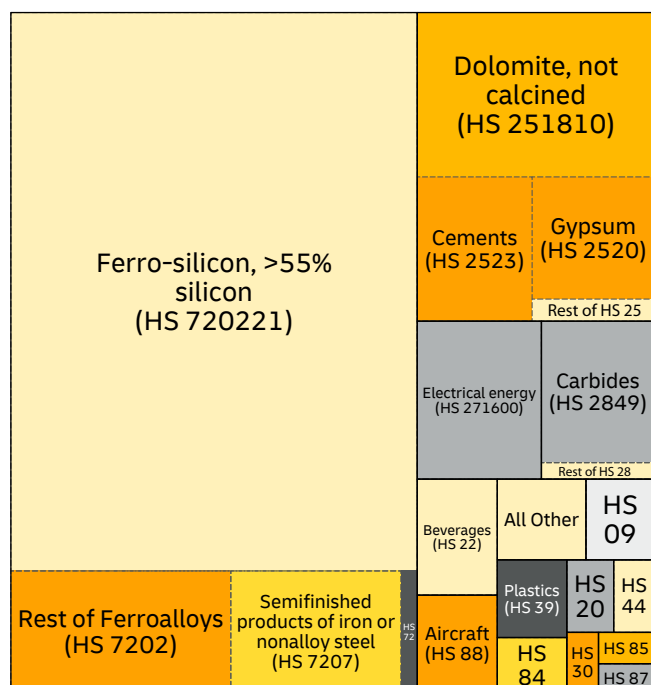 Ferro-silicon, >55%
silicon
(HS 720221)
Rest of Ferroalloys
(HS 7202)
Semifinished
products of iron or
nonalloy steel
(HS 7207)
HS
72
Dolomite, not
calcined
(HS 251810)
Cements
(HS 2523)
Gypsum
(HS 2520)
Rest of HS 25
Electrical energy
(HS 271600)
Carbides
(HS 2849)
Rest of HS 28
Beverages
(HS 22)
All Other
HS
09
Aircraft
(HS 88)
Plastics
(HS 39)
HS
20
HS
44
HS
84
HS
30
HS 85
HS 87